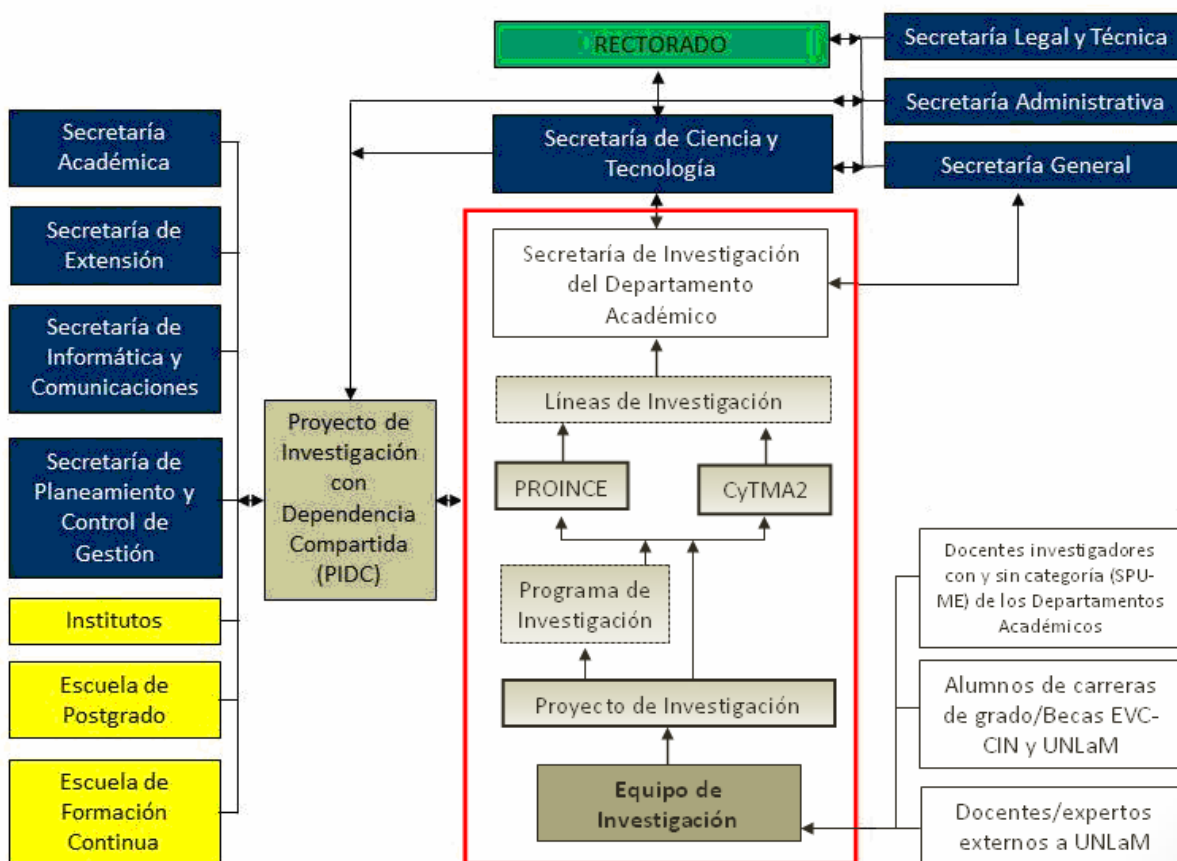 RECTORADO
Secretaría Legal y Técnica
Secretaría Administrativa
Secretaría de Ciencia y
Tecnología
Secretaría General
Secretaría
Académica
Secretaría de
Extensión
Secretaría de
Informática y
Comunicaciones
Secretaría de
Planeamiento y
Control de
Gestión
Institutos
Escuela de
Postgrado
Escuela de
Formación
Continua
Proyecto de
Investigación
con
Dependencia
Compartida
(PIDC)
Secretaría de Investigación
del Departamento
Académico
Líneas de Investigación
PROINCE
CyTMA2
Programa de
Investigación
Proyecto de Investigación
Equipo de
Investigación
Docentes investigadores
con y sin categoría (SPU-
ME) de los Departamentos
Académicos
Alumnos de carreras
de grado/Becas EVC-
CIN y UNLaM
Docentes/expertos
externos a UNLaM